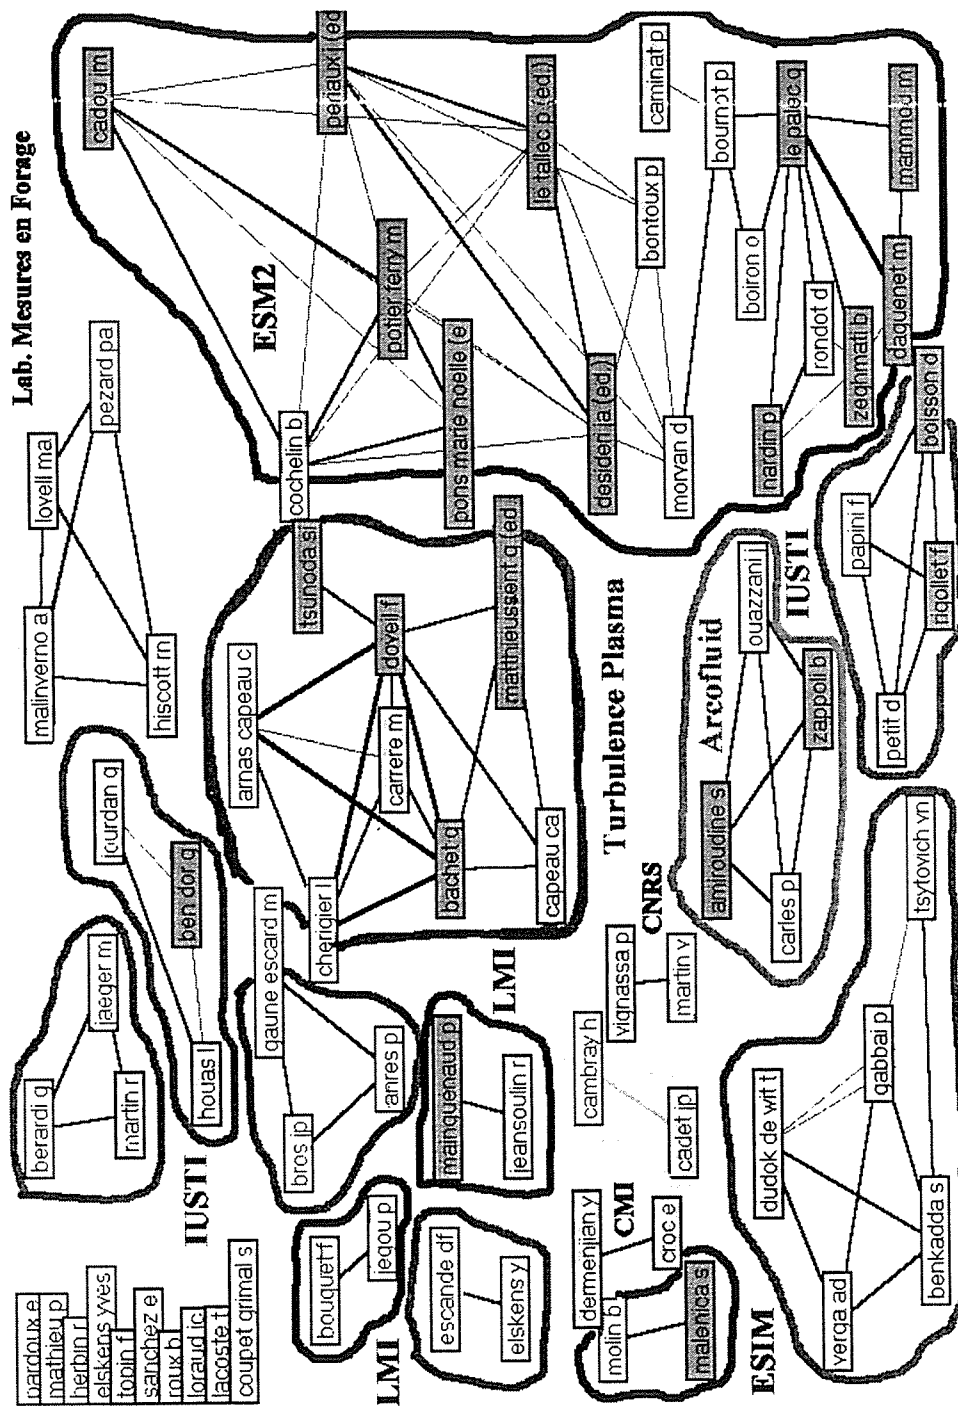 Lab. Mesures en Forage
cadou jm
periaux j (ed
le tallec p (ed.)
caminat p
bournot p
le palec g
mammou m
lovell ma
pezard pa
ESM2
potier ferry m
bontoux p
boiron o
daguenet m
malinverno a
hiscott rn
cochelin b
pons marie noelle (e
desideri ja (ed.)
morvan d
nardin p
rondot d
zeghmati b
boisson d
tsunoda si
matthieussent g (ed
papini f
rigollet f
petit d
IUSTI
jourdan g
ben dor g
houas l
arnas capeau c
doveil f
carrere m
bachet g
capeau ca
cherigier l
Turbulence Plasma
Arcofluid
ouazzani j
zappoli b
amiroudine s
carles p
berardi g
jaeger m
martin r
IUSTI
gaune escard m
bros jp
lanres p
LMI
mainguenaud p
jeansoulin r
CNRS
vignassa p
martin y
cambray h
cadet jp
tsytovich vn
gabbai p
dudok de wit t
benkadda s
verga ad
ESIM
pardoux e
mathieu p
herbin r
elskens yves
topin f
sanchez e
roux b
loraud jc
lacoste t
coupet grimal s
bouquet f
jegou p
LMI
escande df
elskens y
CMI
dermenjian y
croc e
molin b
malenica s